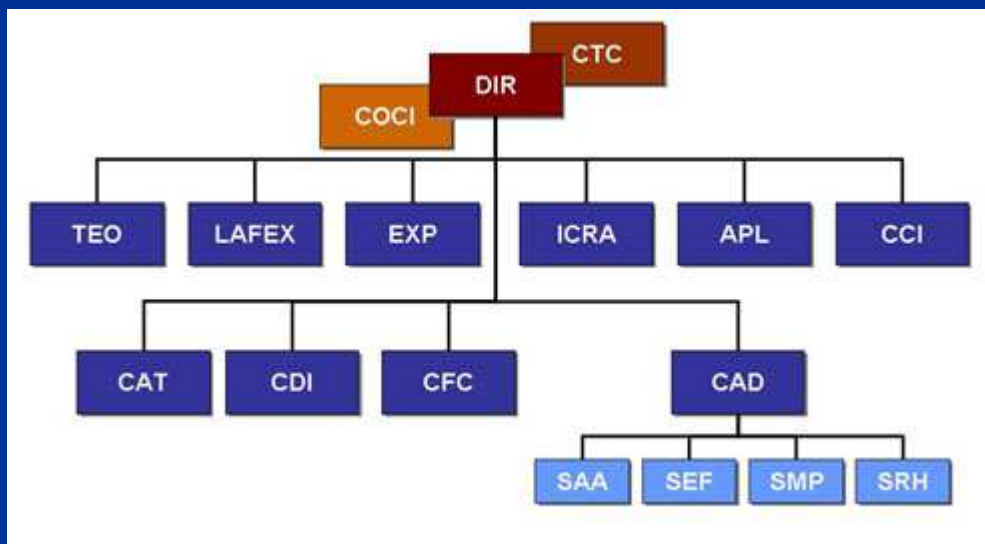 CTC
DIR
COCI
TEO
LAFEX
EXP
ICRA
APL
CCI
CAT
CDI
CFC
CAD
SAA
SEF
SMP
SRH